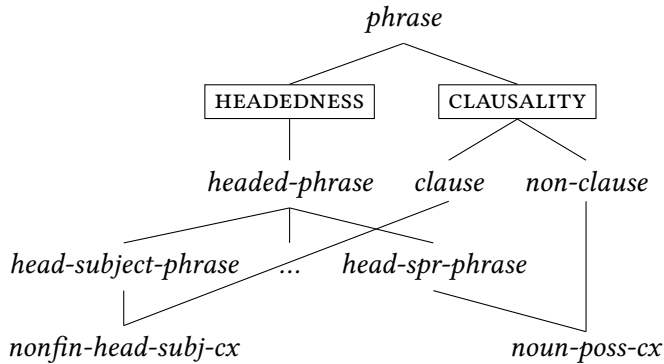 phrase
HEADEDNESS CLAUSALITY
headed-phrase clause non-clause
head-subject-phrase ... head-spr-phrase
nonfin-head-subj-cx noun-poss-cx